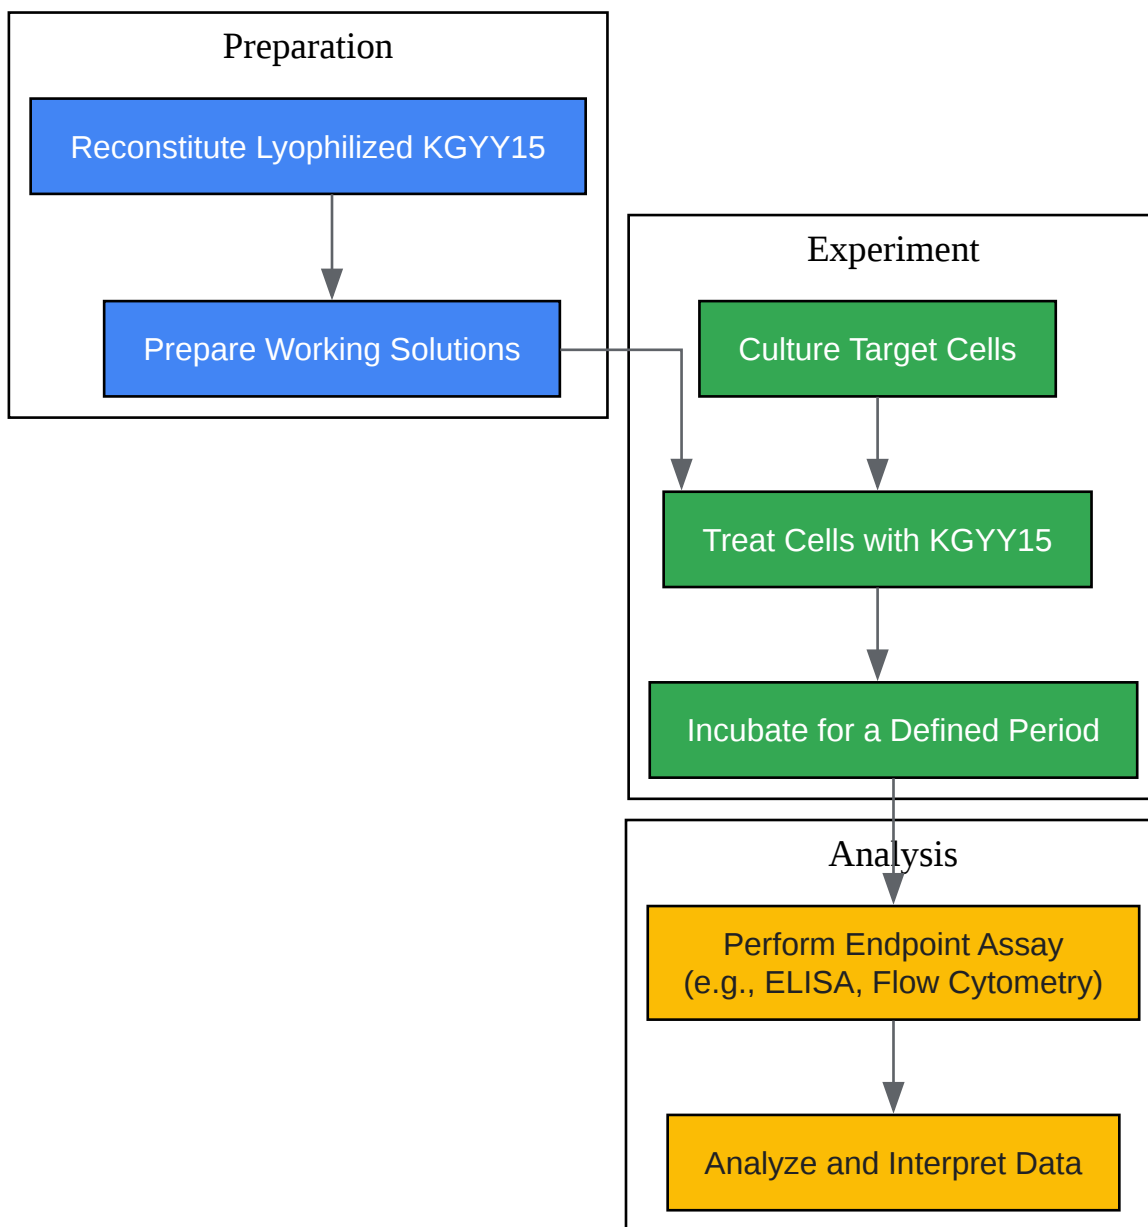 Preparation
Reconstitute Lyophilized KGYY15
Prepare Working Solutions
Experiment
Culture Target Cells
Treat Cells with KGYY15
Incubate for a Defined Period
Analysis
Perform Endpoint Assay
(e.g., ELISA, Flow Cytometry)
Analyze and Interpret Data